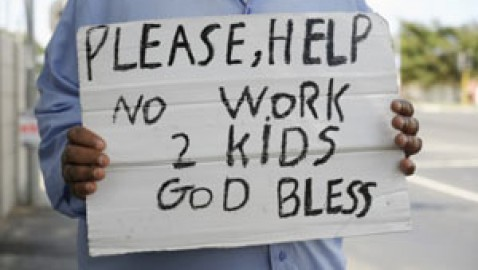 PLEASE, HELP
NO WORK
2 KiDS
GOD BLESS